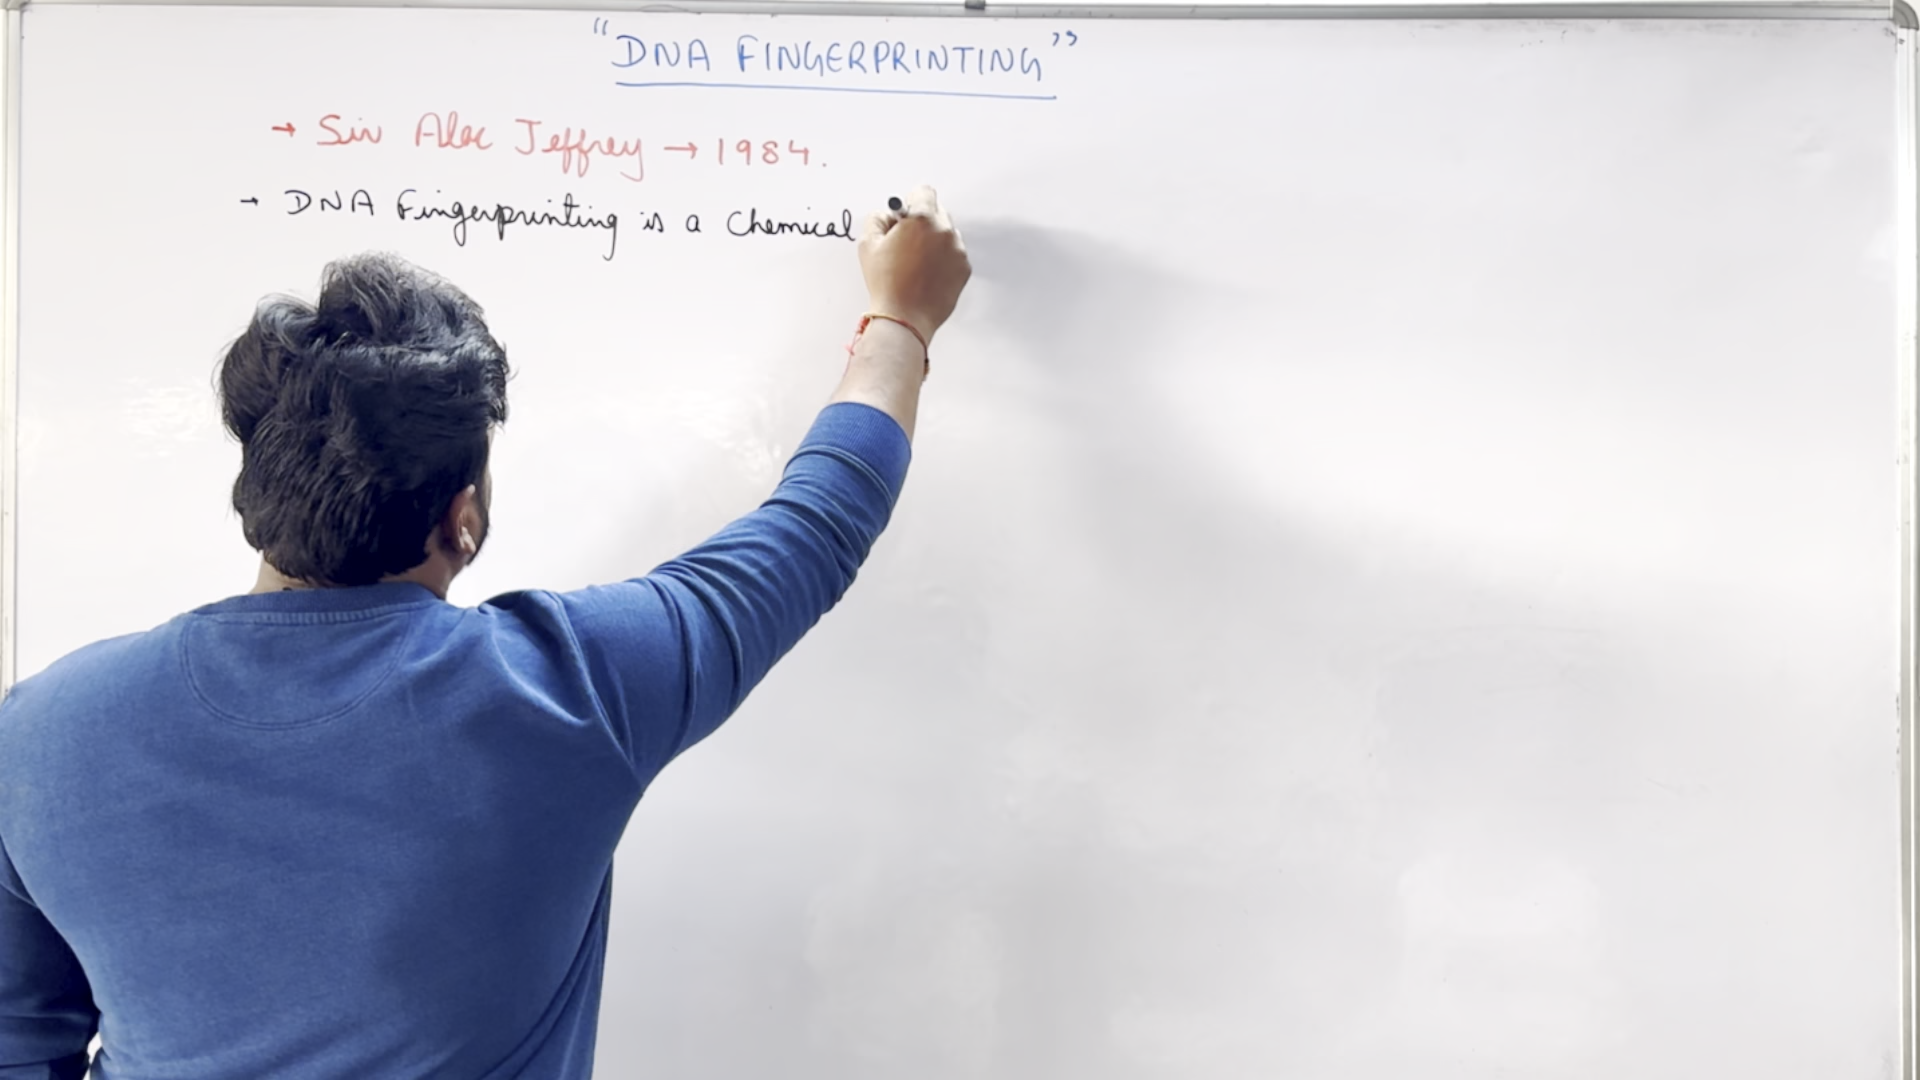 "DNA FINGERPRINTING"
→ Sir Alec Jeffrey → 1984.
→ DNA Fingerprinting is a Chemical